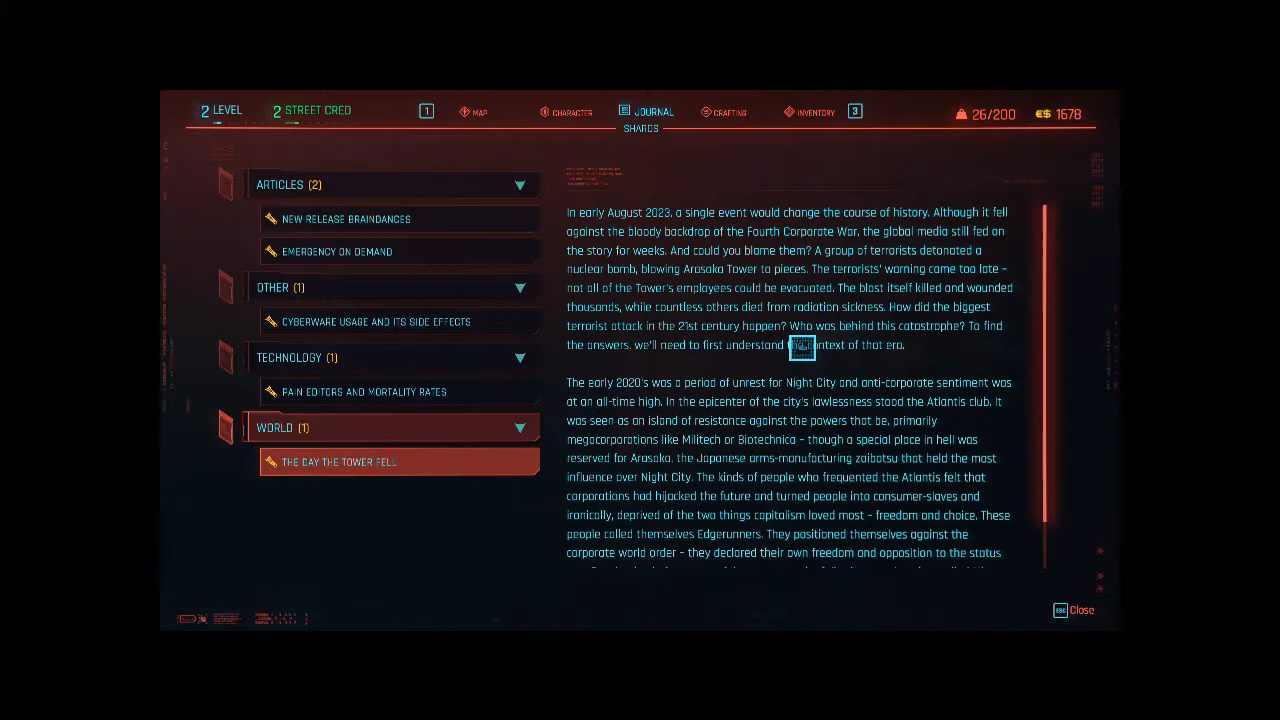 2 LEVEL 2 STREET CRED 1 MAP CHARACTER JOURNAL CRAFTING INVENTORY 3 26/200 €$ 1678
SHARDS
ARTICLES (2)
NEW RELEASE BRAINDANCES
EMERGENCY ON DEMAND
OTHER (1)
CYBERWARE USAGE AND ITS SIDE EFFECTS
TECHNOLOGY (1)
PAIN EDITORS AND MORTALITY RATES
WORLD (1)
THE DAY THE TOWER FELL
In early August 2023, a single event would change the course of history. Although it fell
against the bloody backdrop of the Fourth Corporate War, the global media still fed on
the story for weeks. And could you blame them? A group of terrorists detonated a
nuclear bomb, blowing Arasaka Tower to pieces. The terrorists' warning came too late –
not all of the Tower's employees could be evacuated. The blast itself killed and wounded
thousands, while countless others died from radiation sickness. How did the biggest
terrorist attack in the 21st century happen? Who was behind this catastrophe? To find
the answers, we'll need to first understand the context of that era.
The early 2020's was a period of unrest for Night City and anti-corporate sentiment was
at an all-time high. In the epicenter of the city's lawlessness stood the Atlantis club. It
was seen as an island of resistance against the powers that be, primarily
megacorporations like Militech or Biotechnica – though a special place in hell was
reserved for Arasaka, the Japanese arms-manufacturing zaibatsu that held the most
influence over Night City. The kinds of people who frequented the Atlantis felt that
corporations had hijacked the future and turned people into consumer-slaves and
ironically, deprived of the two things capitalism loved most – freedom and choice. These
people called themselves Edgerunners. They positioned themselves against the
corporate world order – they declared their own freedom and opposition to the status
ESC Close